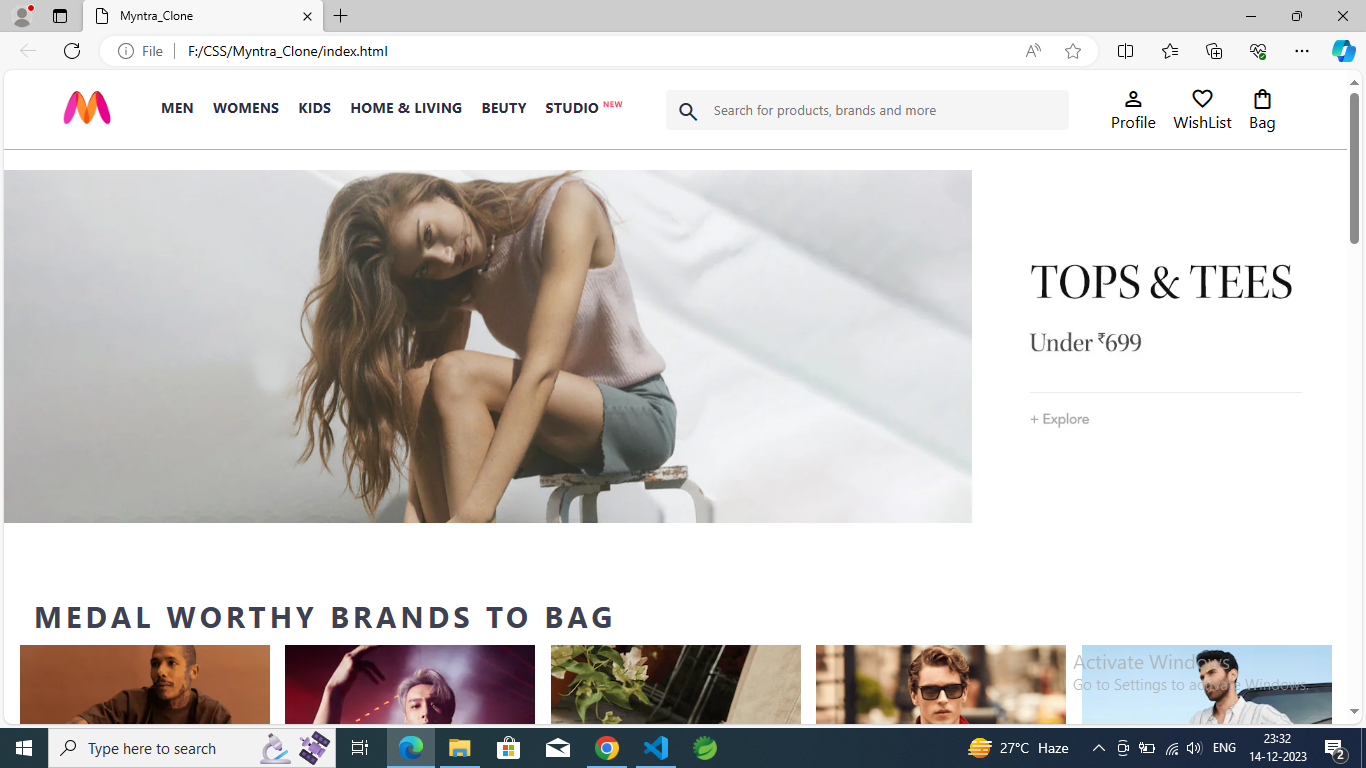 Myntra_Clone
File F:/CSS/Myntra_Clone/index.html
MEN WOMENS KIDS HOME & LIVING BEUTY STUDIO NEW
Search for products, brands and more
Profile WishList Bag
TOPS & TEES
Under ₹699
+ Explore
MEDAL WORTHY BRANDS TO BAG
Activate Windows
Go to Settings to activate Windows.
Type here to search
27°C Haze
ENG
23:32
14-12-2023
2